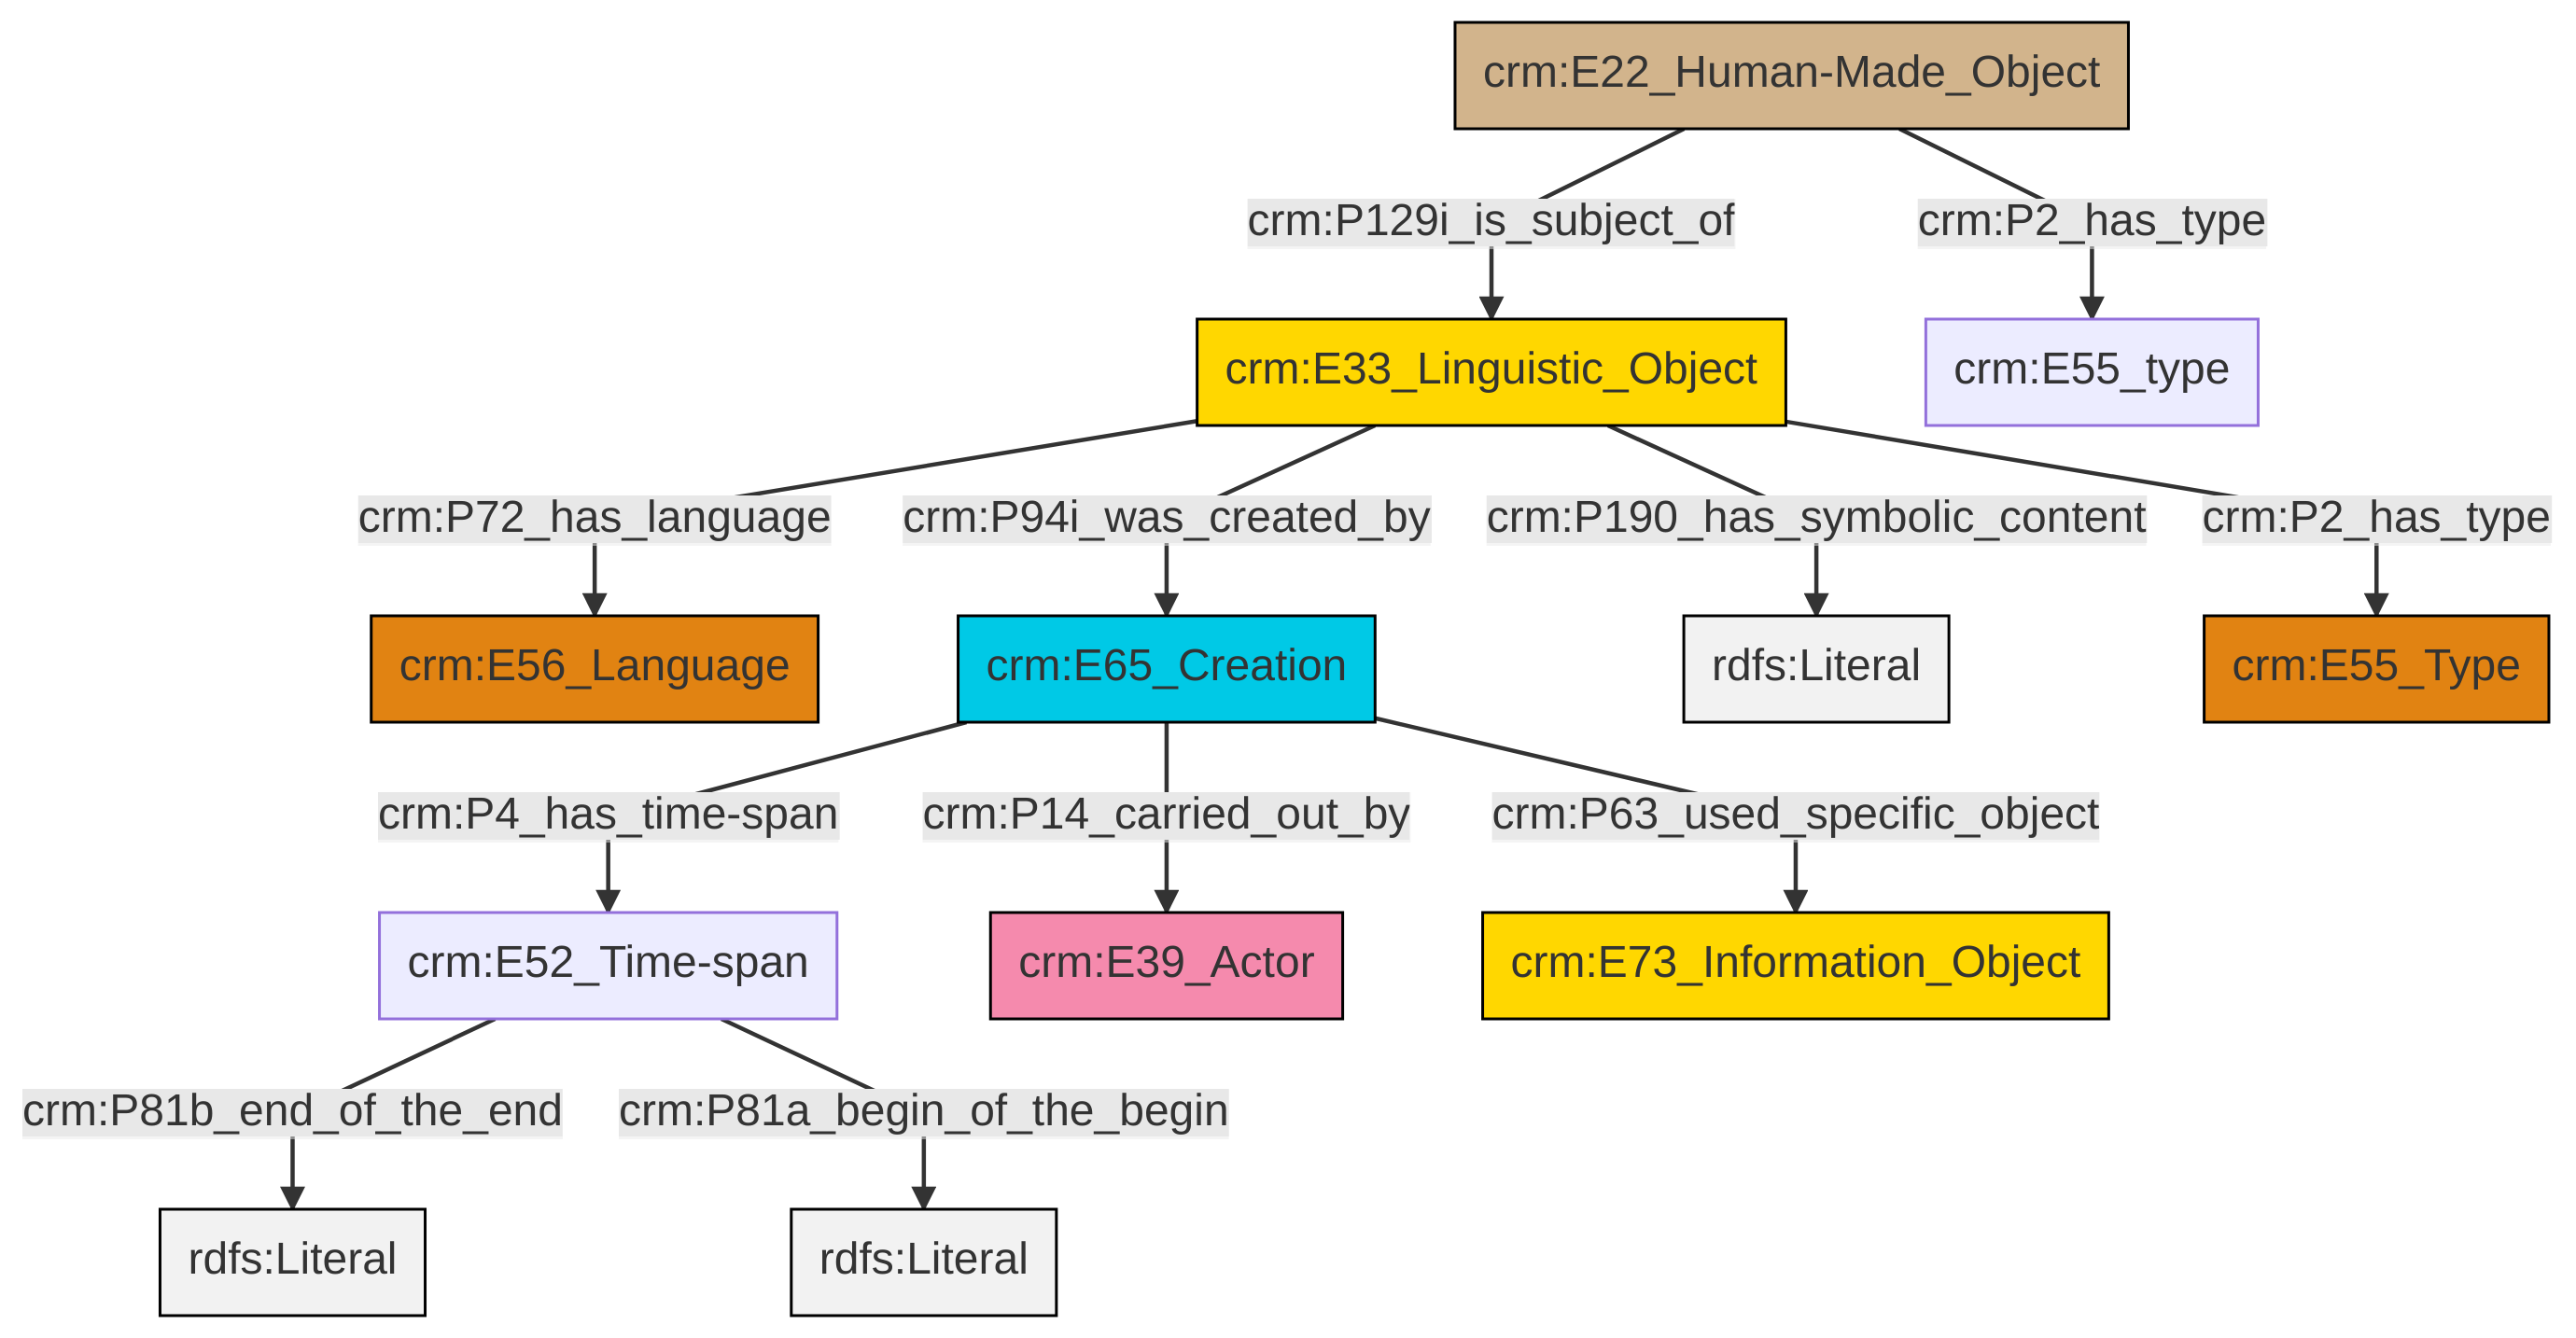 crm:E22_Human-Made_Object
crm:P129i_is_subject_of
crm:P2_has_type
crm:E33_Linguistic_Object
crm:E55_type
crm:P72_has_language
crm:P94i_was_created_by
crm:P190_has_symbolic_content
crm:P2_has_type
crm:E56_Language
crm:E65_Creation
rdfs:Literal
crm:E55_Type
crm:P4_has_time-span
crm:P14_carried_out_by
crm:P63_used_specific_object
crm:E52_Time-span
crm:E39_Actor
crm:E73_Information_Object
crm:P81b_end_of_the_end
crm:P81a_begin_of_the_begin
rdfs:Literal
rdfs:Literal